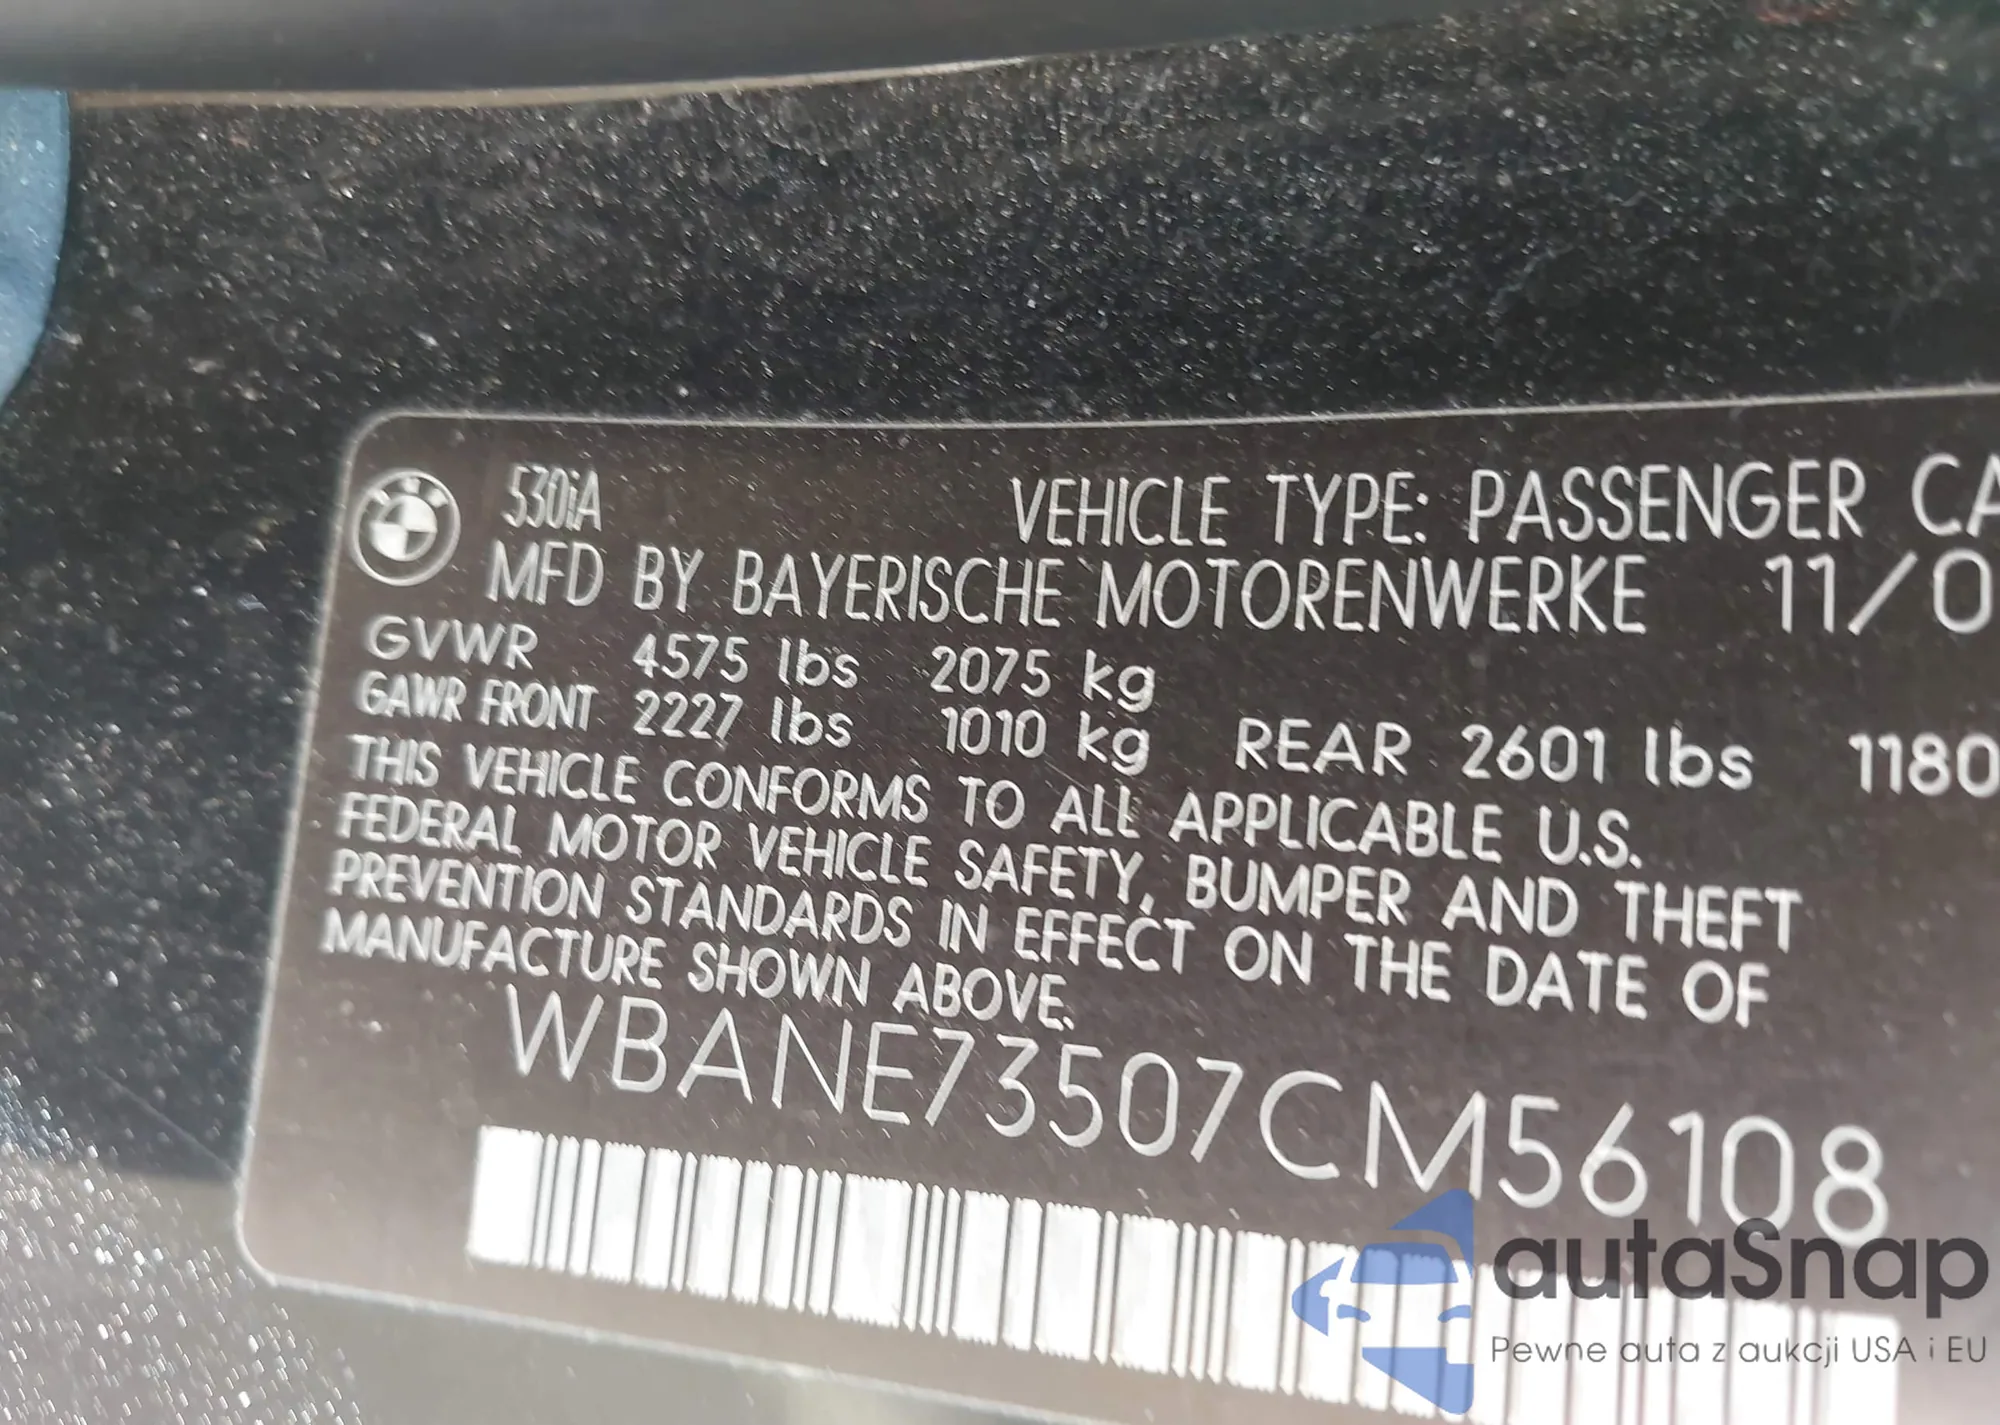 530iA
VEHICLE TYPE: PASSENGER CA
MFD BY BAYERISCHE MOTORENWERKE 11/0
GVWR 4575 lbs 2075 kg
GAWR FRONT 2227 lbs 1010 kg REAR 2601 lbs 1180
THIS VEHICLE CONFORMS TO ALL APPLICABLE U.S.
FEDERAL MOTOR VEHICLE SAFETY, BUMPER AND THEFT
PREVENTION STANDARDS IN EFFECT ON THE DATE OF
MANUFACTURE SHOWN ABOVE.
WBANE73507CM56108
autaSnap
Pewne auta z aukcji USA i EU